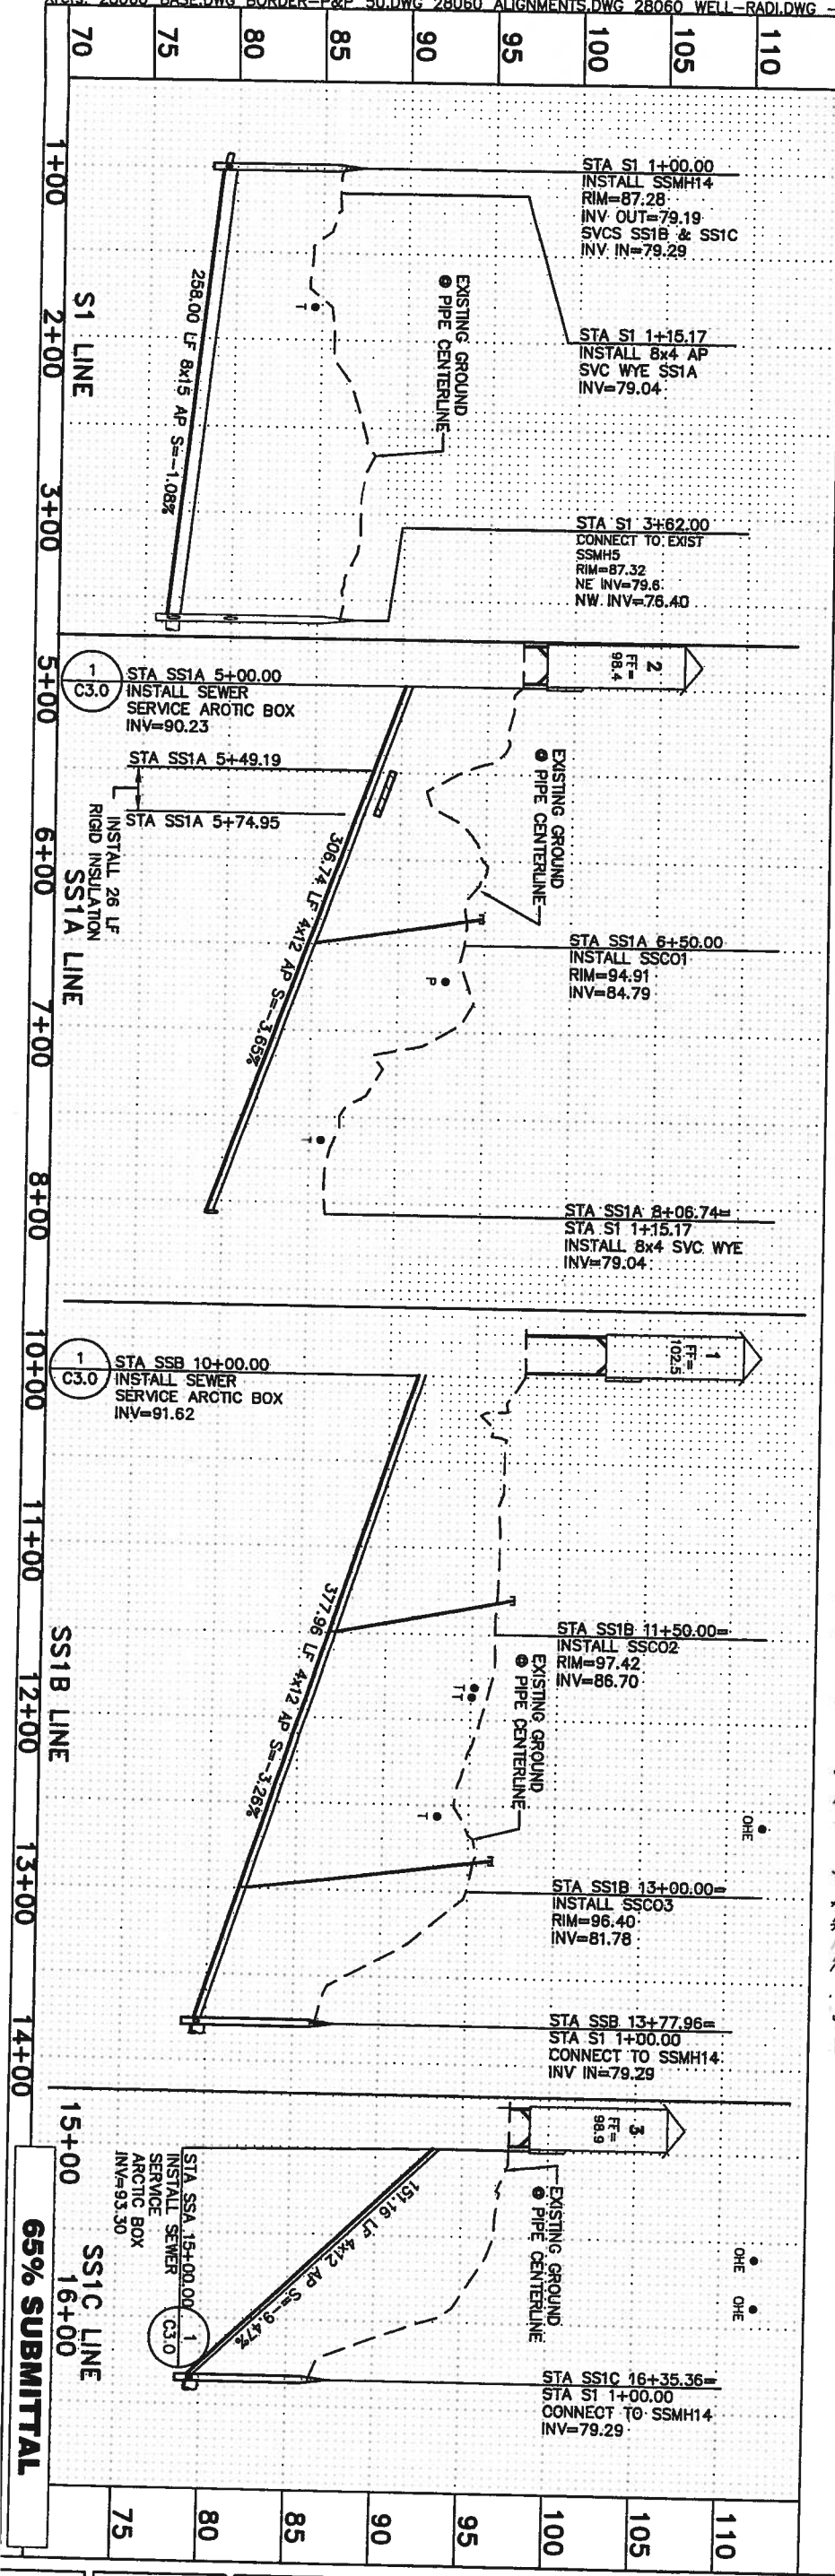 XREFS: 28060 BASE.DWG BORDER-P&P 50.DWG 28060 ALIGNMENTS.DWG 28060 WELL-RADI.DWG
110
105
100
95
90
85
80
75
70
STA S1 1+00.00
INSTALL SSMH14
RIM=87.28
INV OUT=79.19
SVCS SS1B & SS1C
INV IN=79.29
STA S1 1+15.17
INSTALL 8x4 AP
SVC WYE SS1A
INV=79.04
EXISTING GROUND
@ PIPE CENTERLINE
T
258.00 LF 8x15 AP S=-1.08%
STA S1 3+62.00
CONNECT TO EXIST
SSMH5
RIM=87.32
NE INV=79.6
NW INV=76.40
S1 LINE
1+00
2+00
3+00
2
FF=
98.4
1
C3.0
STA SS1A 5+00.00
INSTALL SEWER
SERVICE AROTIC BOX
INV=90.23
STA SS1A 5+49.19
STA SS1A 5+74.95
INSTALL 26 LF
RIGID INSULATION
EXISTING GROUND
@ PIPE CENTERLINE
306.74 LF 4x12 AP S=-3.65%
STA SS1A 6+50.00
INSTALL SSCO1
RIM=94.91
INV=84.79
P
T
STA SS1A 8+06.74=
STA S1 1+15.17
INSTALL 8x4 SVC WYE
INV=79.04
SS1A LINE
5+00
6+00
7+00
8+00
1
FF=
102.5
1
C3.0
STA SSB 10+00.00
INSTALL SEWER
SERVICE ARCTIC BOX
INV=91.62
377.96 LF 4x12 AP S=-3.26%
STA SS1B 11+50.00=
INSTALL SSCO2
RIM=97.42
INV=86.70
EXISTING GROUND
@ PIPE CENTERLINE
TT
T
OHE
STA SS1B 13+00.00=
INSTALL SSCO3
RIM=96.40
INV=81.78
STA SSB 13+77.96=
STA S1 1+00.00
CONNECT TO SSMH14
INV IN=79.29
SS1B LINE
10+00
11+00
12+00
13+00
14+00
3
FF=
98.9
EXISTING GROUND
@ PIPE CENTERLINE
OHE
OHE
151.16 LF 4x12 AP S=-9.47%
STA SSA 15+00.00
INSTALL SEWER
SERVICE
ARCTIC BOX
INV=93.30
1
C3.0
STA SS1C 16+35.36=
STA S1 1+00.00
CONNECT TO SSMH14
INV=79.29
SS1C LINE
15+00
16+00
110
105
100
95
90
85
80
75
65% SUBMITTAL